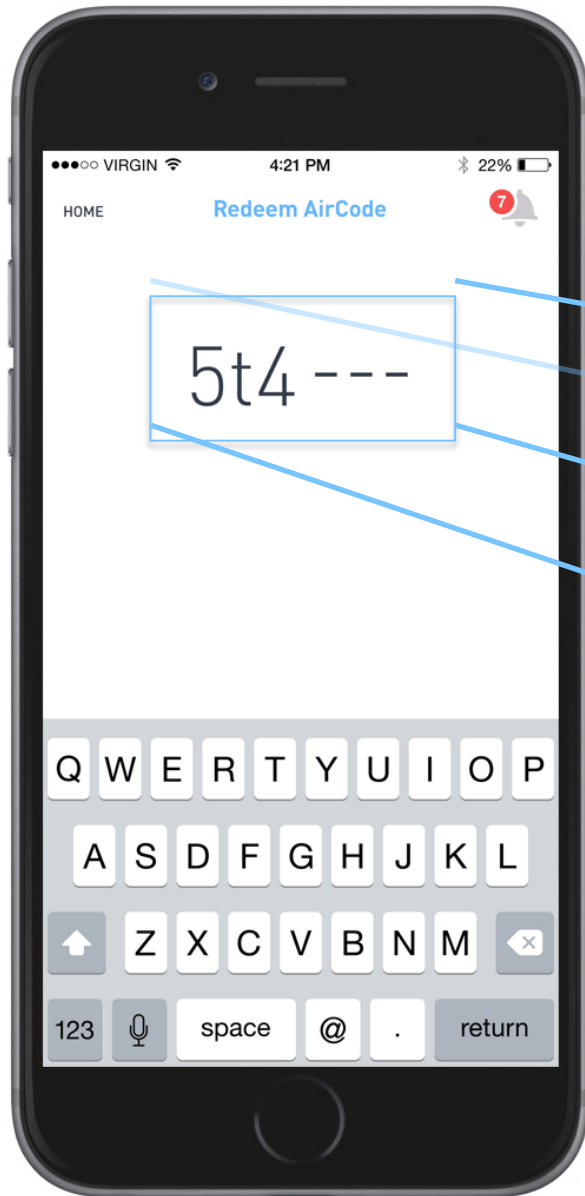 VIRGIN 4:21 PM 22%
HOME Redeem AirCode 7
5t4 ---
Q W E R T Y U I O P
A S D F G H J K L
Z X C V B N M
123 space @ . return